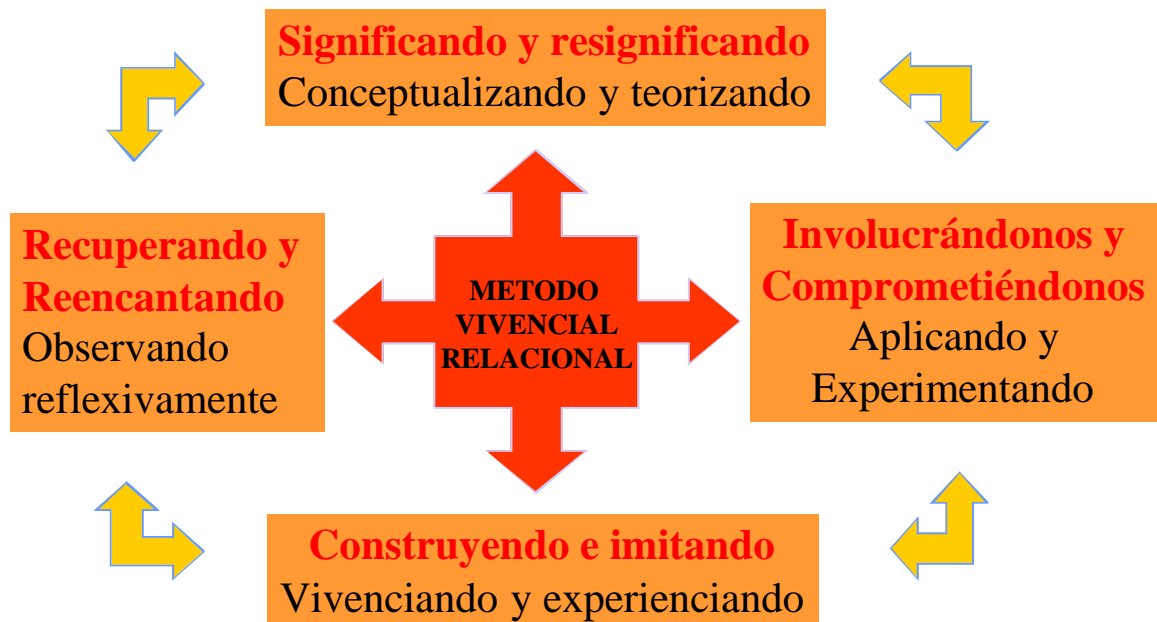 Significando y resignificando
Conceptualizando y teorizando
Recuperando y
Reencantando
Observando
reflexivamente
METODO
VIVENCIAL
RELACIONAL
Involucrándonos y
Comprometiéndonos
Aplicando y
Experimentando
Construyendo e imitando
Vivenciando y experienciando